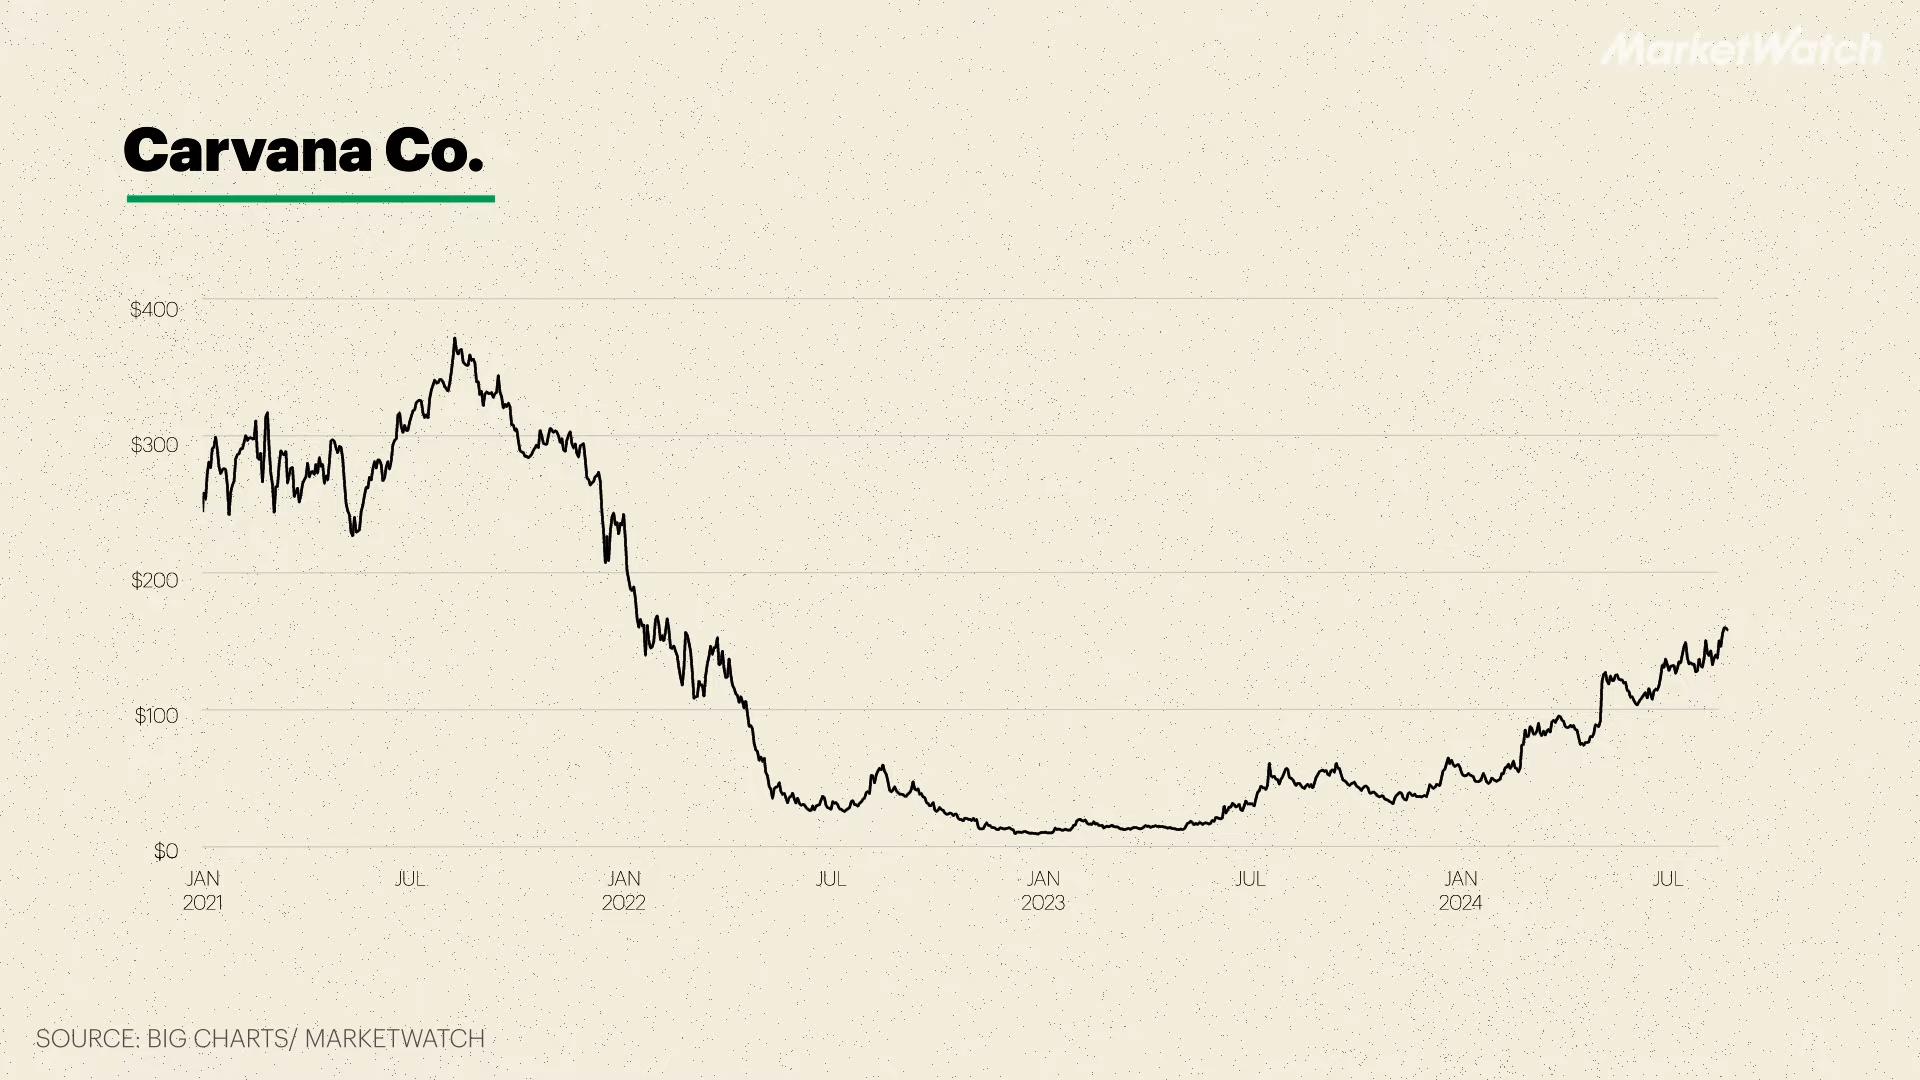 MarketWatch
Carvana Co.
$400
$300
$200
$100
$0
JAN JUL JAN JUL JAN JUL JAN JUL
2021 2022 2023 2024
SOURCE: BIG CHARTS/ MARKETWATCH